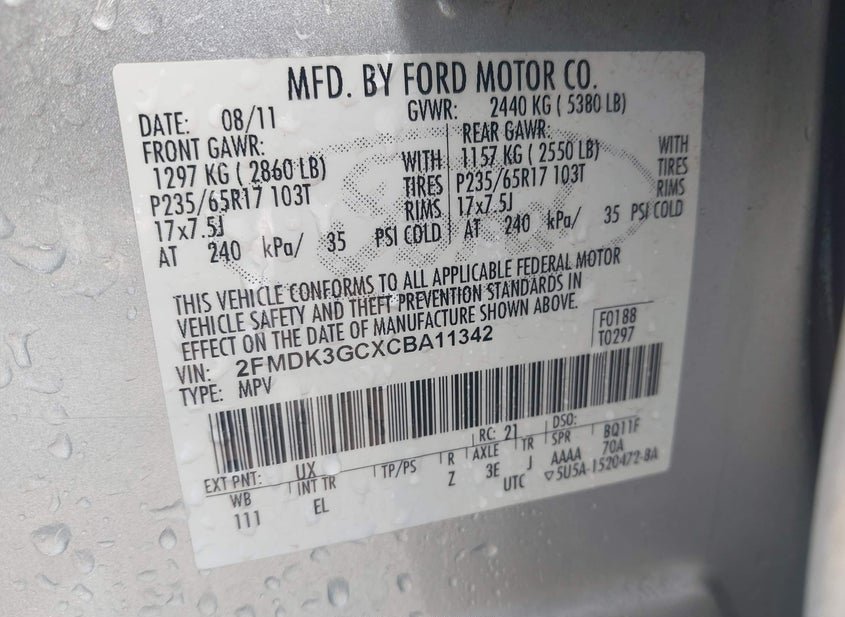 MFD. BY FORD MOTOR CO.
DATE: 08/11 GVWR: 2440 KG ( 5380 LB)
FRONT GAWR: REAR GAWR:
1297 KG ( 2860 LB) WITH 1157 KG ( 2550 LB) WITH
P235/65R17 103T TIRES P235/65R17 103T TIRES
17x7.5J RIMS 17x7.5J RIMS
AT 240 kPa/ 35 PSI COLD AT 240 kPa/ 35 PSI COLD
THIS VEHICLE CONFORMS TO ALL APPLICABLE FEDERAL MOTOR
VEHICLE SAFETY AND THEFT PREVENTION STANDARDS IN
EFFECT ON THE DATE OF MANUFACTURE SHOWN ABOVE.
F0188
VIN: 2FMDK3GCXCBA11342 T0297
TYPE: MPV
EXT PNT: UX RC: 21 DSO: BQ11F
WB INT TR TP/PS R AXLE TR SPR 70A
111 EL Z 3E J AAAA
UTC ▽5U5A-1520472-BA